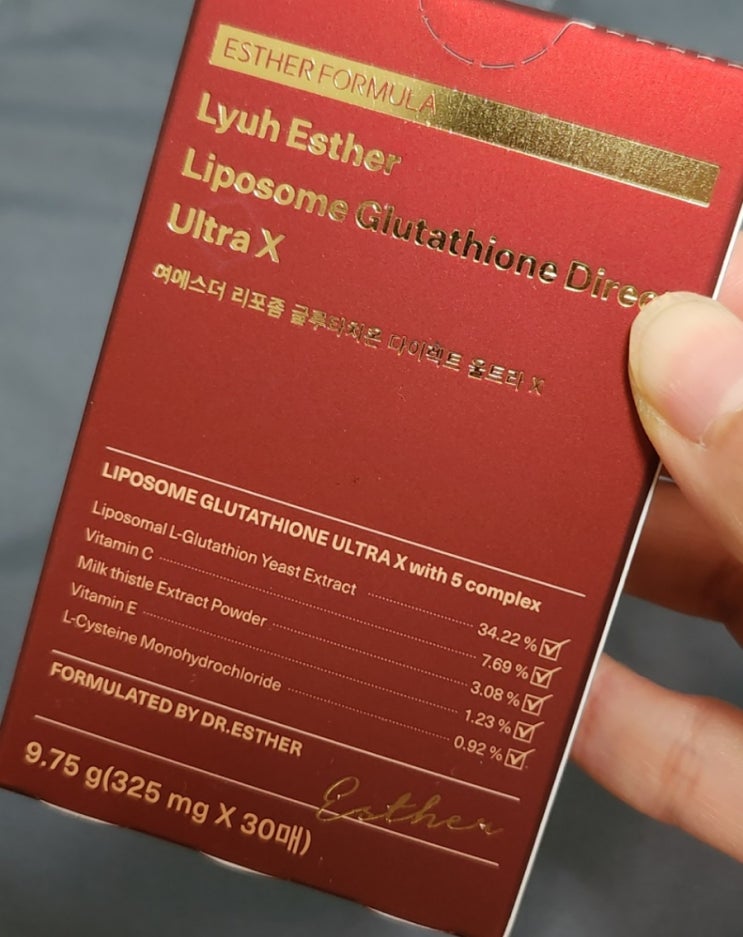 ESTHER FORMULA
Lyuh Esther
Liposome Glutathione
Ultra X
여에스더 리포좀 글루타치온 다이렉트 울트라 X
LIPOSOME GLUTATHIONE ULTRA X with 5 complex
Liposomal L-Glutathion Yeast Extract 34.22 %
Vitamin C 7.69 %
Milk thistle Extract Powder 3.08 %
Vitamin E 1.23 %
L-Cysteine Monohydrochloride 0.92 %
FORMULATED BY DR.ESTHER
Esther
9.75 g(325 mg X 30매)